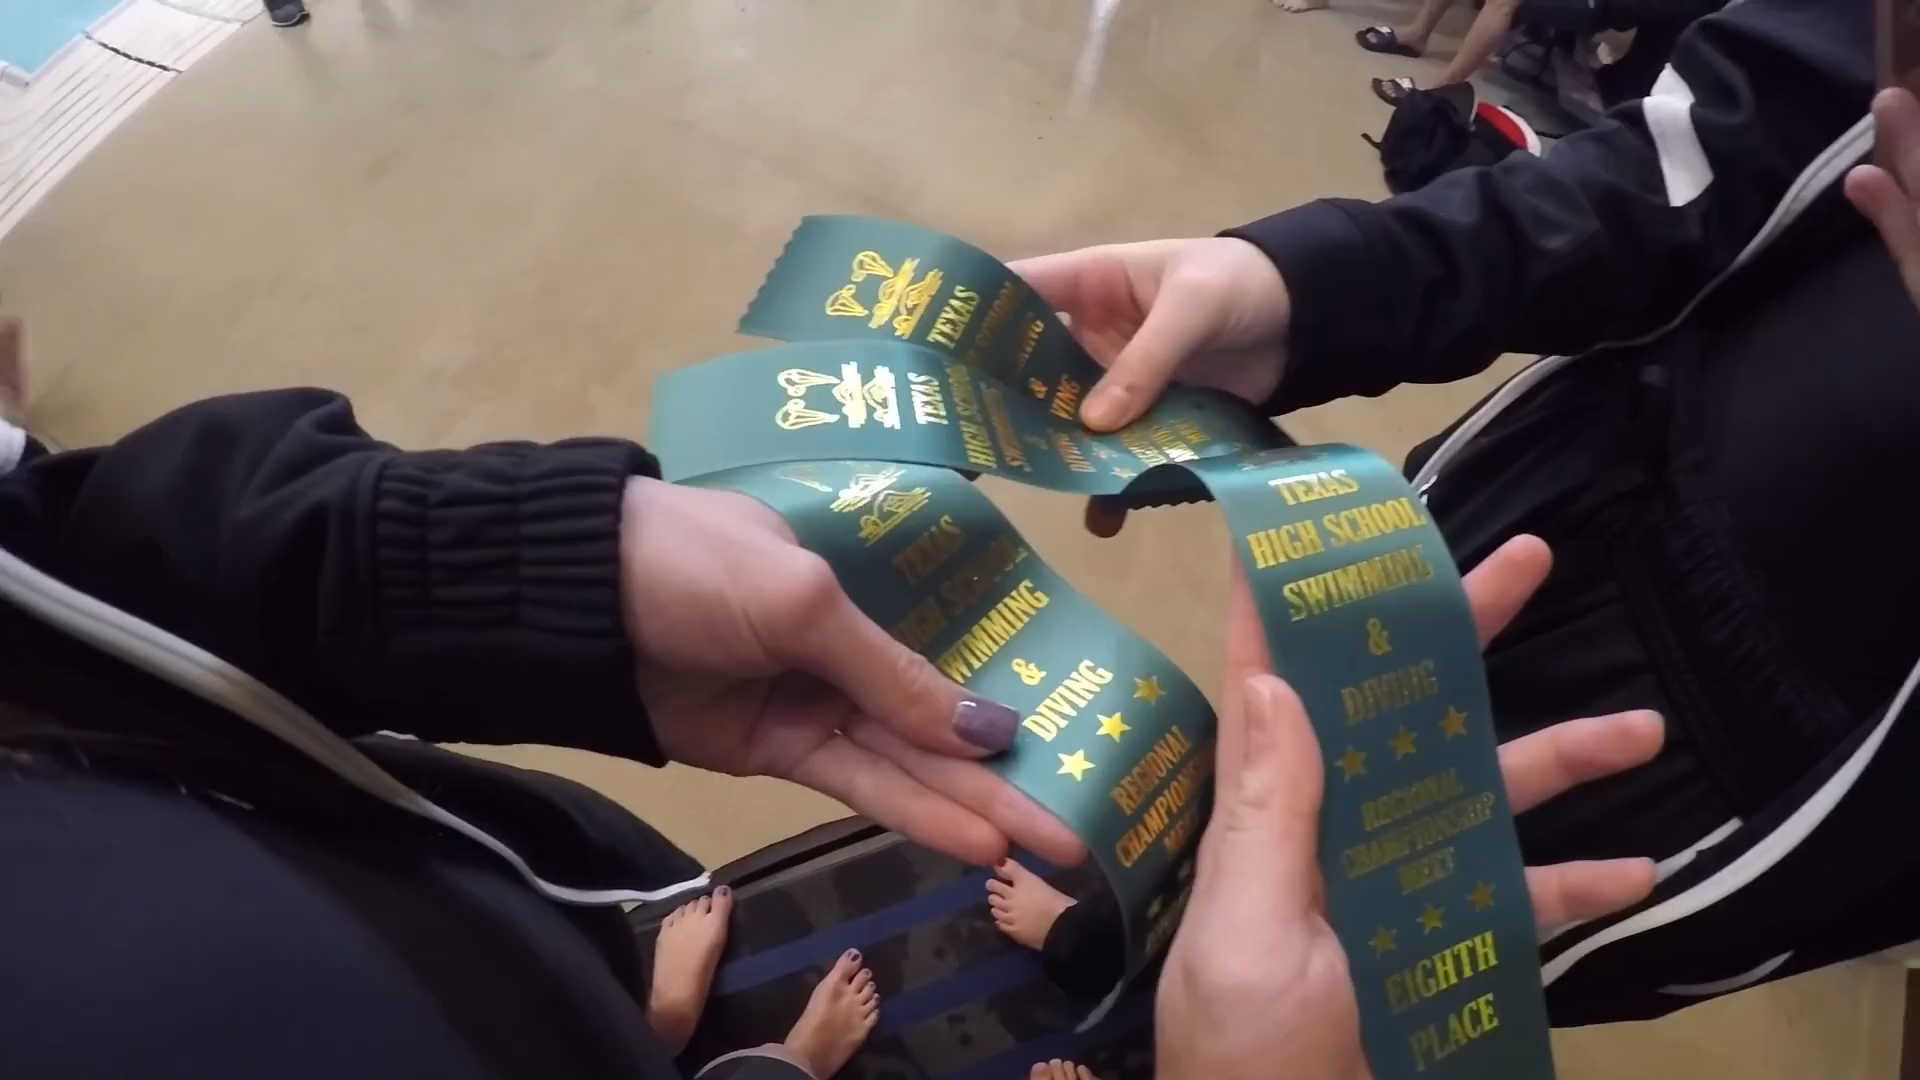 TEXAS
TEXAS
HIGH SCHOOL
&
DIVING
TEXAS
HIGH SCHOOL
SWIMMING
&
DIVING
REGIONAL
TEXAS
HIGH SCHOOL
SWIMMING
&
DIVING
REGIONAL
CHAMPIONSHIP
MEET
EIGHTH
PLACE